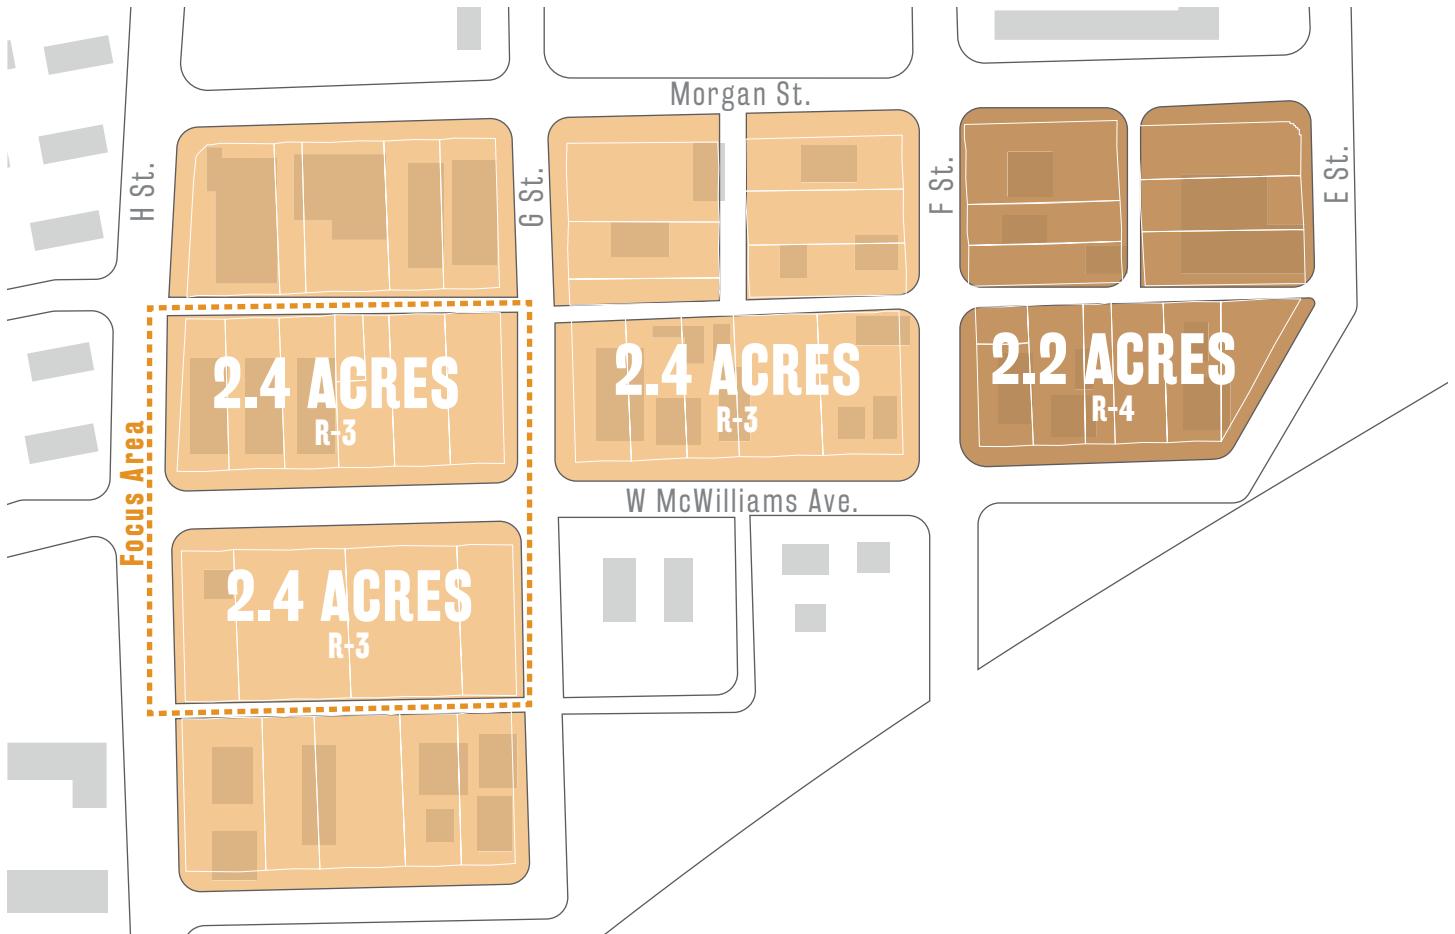 Morgan St.
H St.
G St.
F St.
E St.
2.4 ACRES
R-3
2.4 ACRES
R-3
2.2 ACRES
R-4
Focus Area
W McWilliams Ave.
2.4 ACRES
R-3